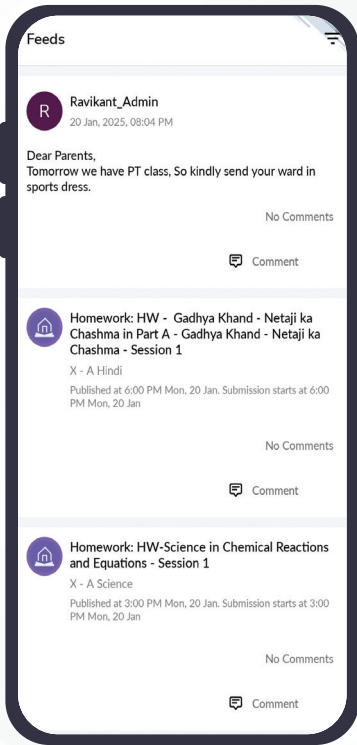 Feeds
R
Ravikant_Admin
20 Jan, 2025, 08:04 PM
Dear Parents,
Tomorrow we have PT class, So kindly send your ward in
sports dress.
No Comments
Comment
Homework: HW - Gadhya Khand - Netaji ka
Chashma in Part A - Gadhya Khand - Netaji ka
Chashma - Session 1
X - A Hindi
Published at 6:00 PM Mon, 20 Jan. Submission starts at 6:00
PM Mon, 20 Jan
No Comments
Comment
Homework: HW-Science in Chemical Reactions
and Equations - Session 1
X - A Science
Published at 3:00 PM Mon, 20 Jan. Submission starts at 3:00
PM Mon, 20 Jan
No Comments
Comment